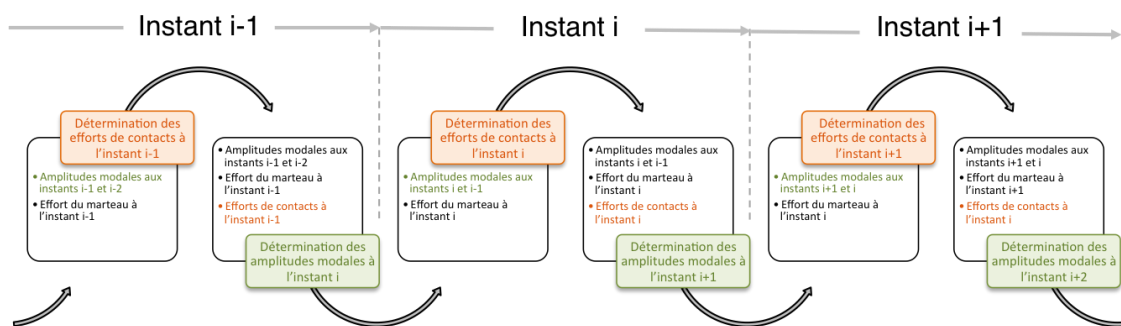 Instant i-1
Instant i
Instant i+1
Détermination des
efforts de contacts à
l'instant i-1
• Amplitudes modales aux
instants i-1 et i-2
• Effort du marteau à
l'instant i-1
• Amplitudes modales aux
instants i-1 et i-2
• Effort du marteau à
l'instant i-1
• Efforts de contacts à
l'instant i-1
Détermination des
amplitudes modales à
l'instant i
Détermination des
efforts de contacts à
l'instant i
• Amplitudes modales aux
instants i et i-1
• Effort du marteau à
l'instant i
• Amplitudes modales aux
instants i et i-1
• Effort du marteau à
l'instant i
• Efforts de contacts à
l'instant i
Détermination des
amplitudes modales à
l'instant i+1
Détermination des
efforts de contacts à
l'instant i+1
• Amplitudes modales aux
instants i+1 et i
• Effort du marteau à
l'instant i
• Amplitudes modales aux
instants i+1 et i
• Effort du marteau à
l'instant i+1
• Efforts de contacts à
l'instant i
Détermination des
amplitudes modales à
l'instant i+2